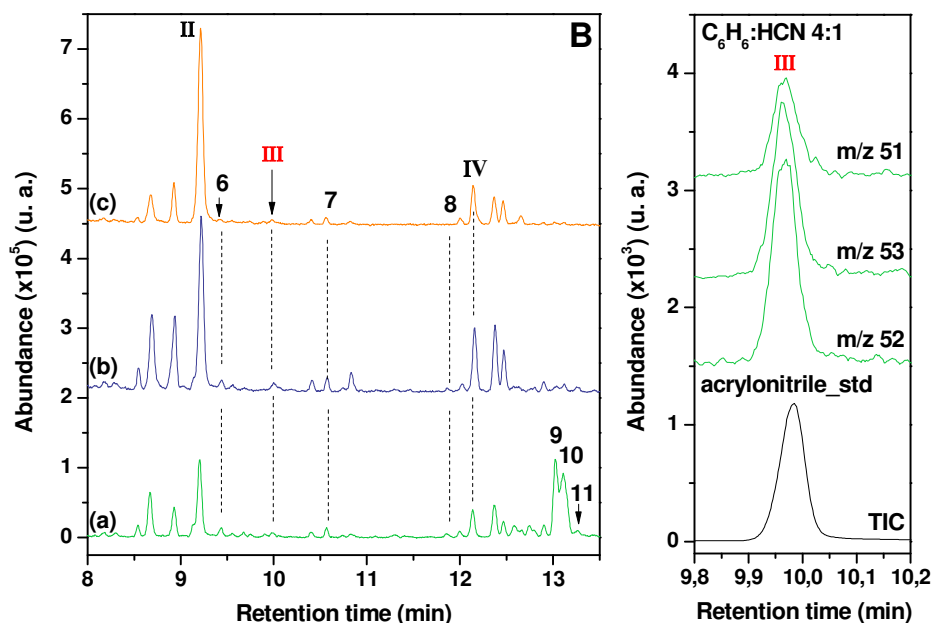 B
II
III
6
7
8
IV
(c)
(b)
(a)
9
10
11
7
6
5
4
3
2
1
0
Abundance (x10⁵) (u. a.)
8 9 10 11 12 13
Retention time (min)
C₆H₆:HCN 4:1
III
m/z 51
m/z 53
m/z 52
acrylonitrile_std
TIC
4
3
2
1
0
Abundance (x10³) (u. a.)
9,8 9,9 10,0 10,1 10,2
Retention time (min)